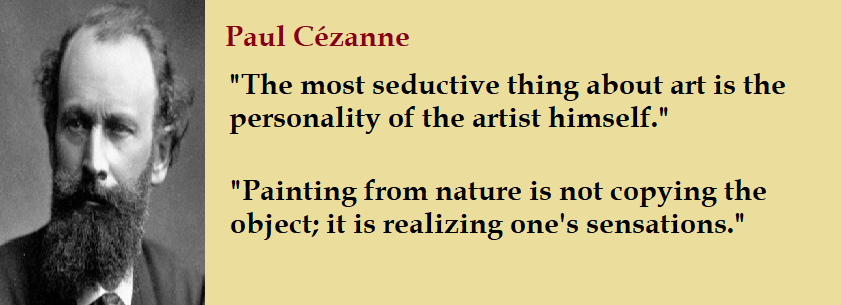 Paul Cézanne
"The most seductive thing about art is the
personality of the artist himself."
"Painting from nature is not copying the
object; it is realizing one's sensations."